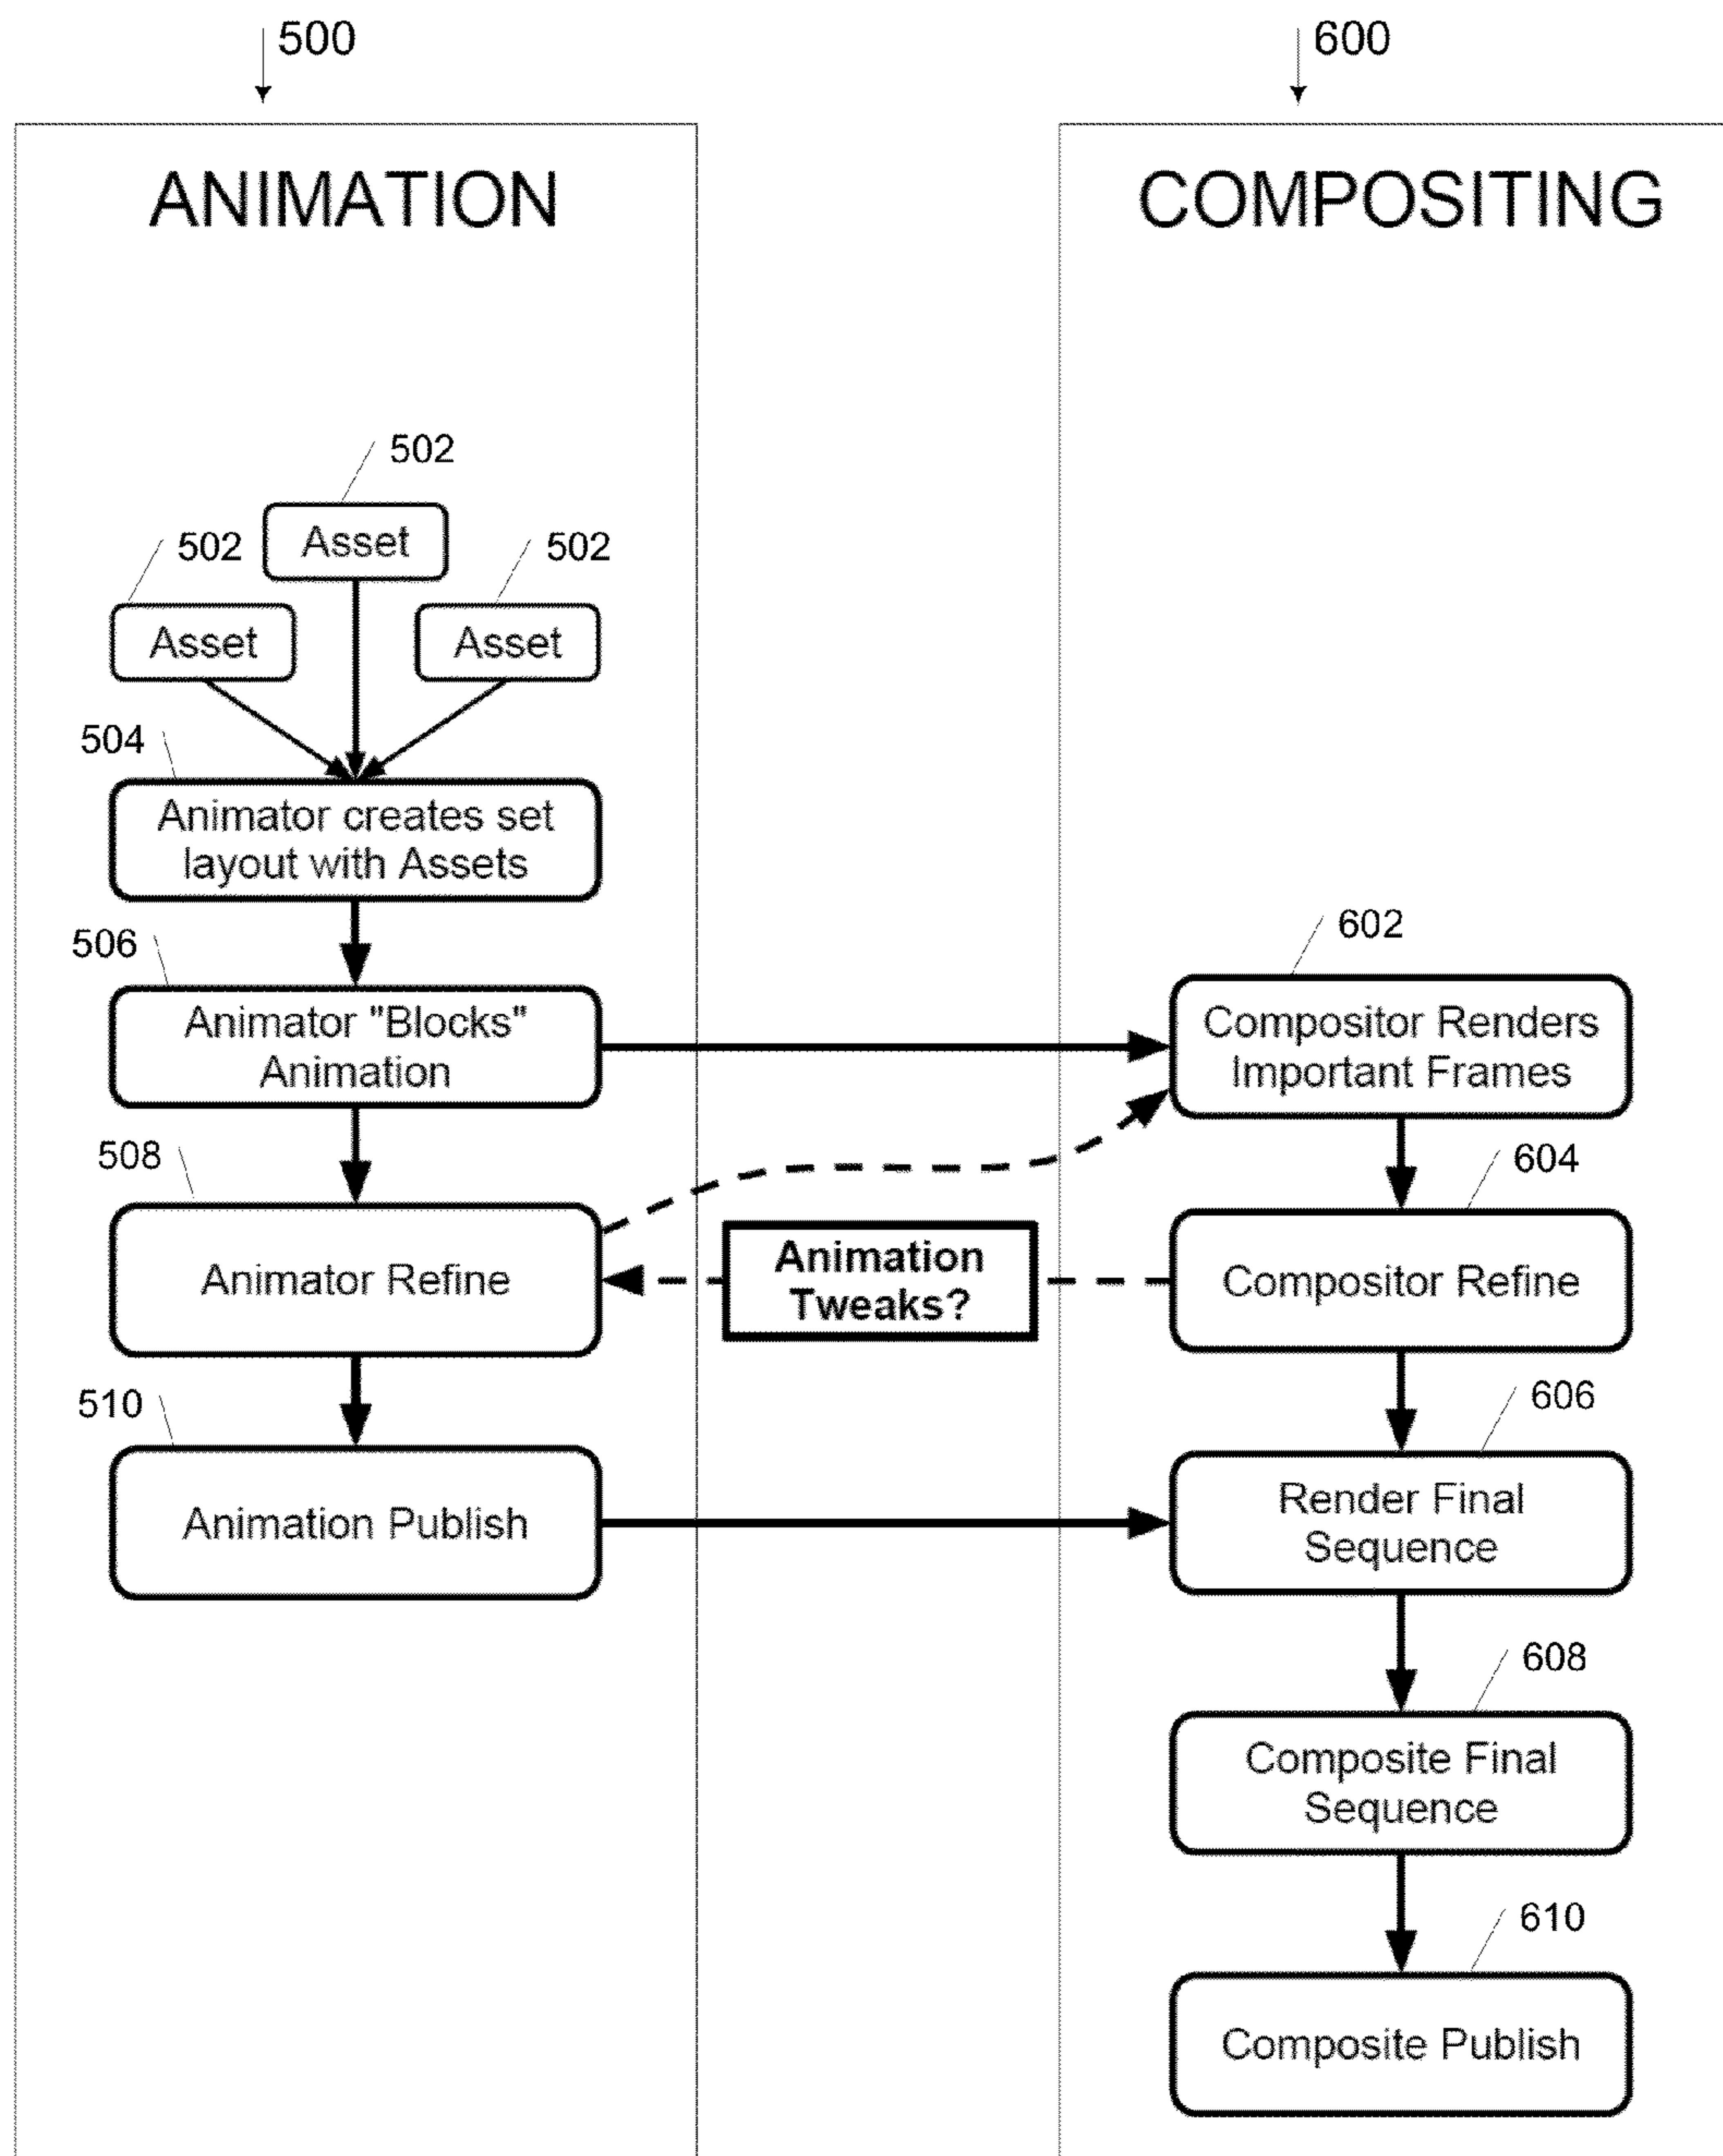 500
ANIMATION
502
Asset
502
Asset
502
Asset
504
Animator creates set
layout with Assets
506
Animator "Blocks"
Animation
508
Animator Refine
510
Animation Publish
Animation
Tweaks?
600
COMPOSITING
602
Compositor Renders
Important Frames
604
Compositor Refine
606
Render Final
Sequence
608
Composite Final
Sequence
610
Composite Publish